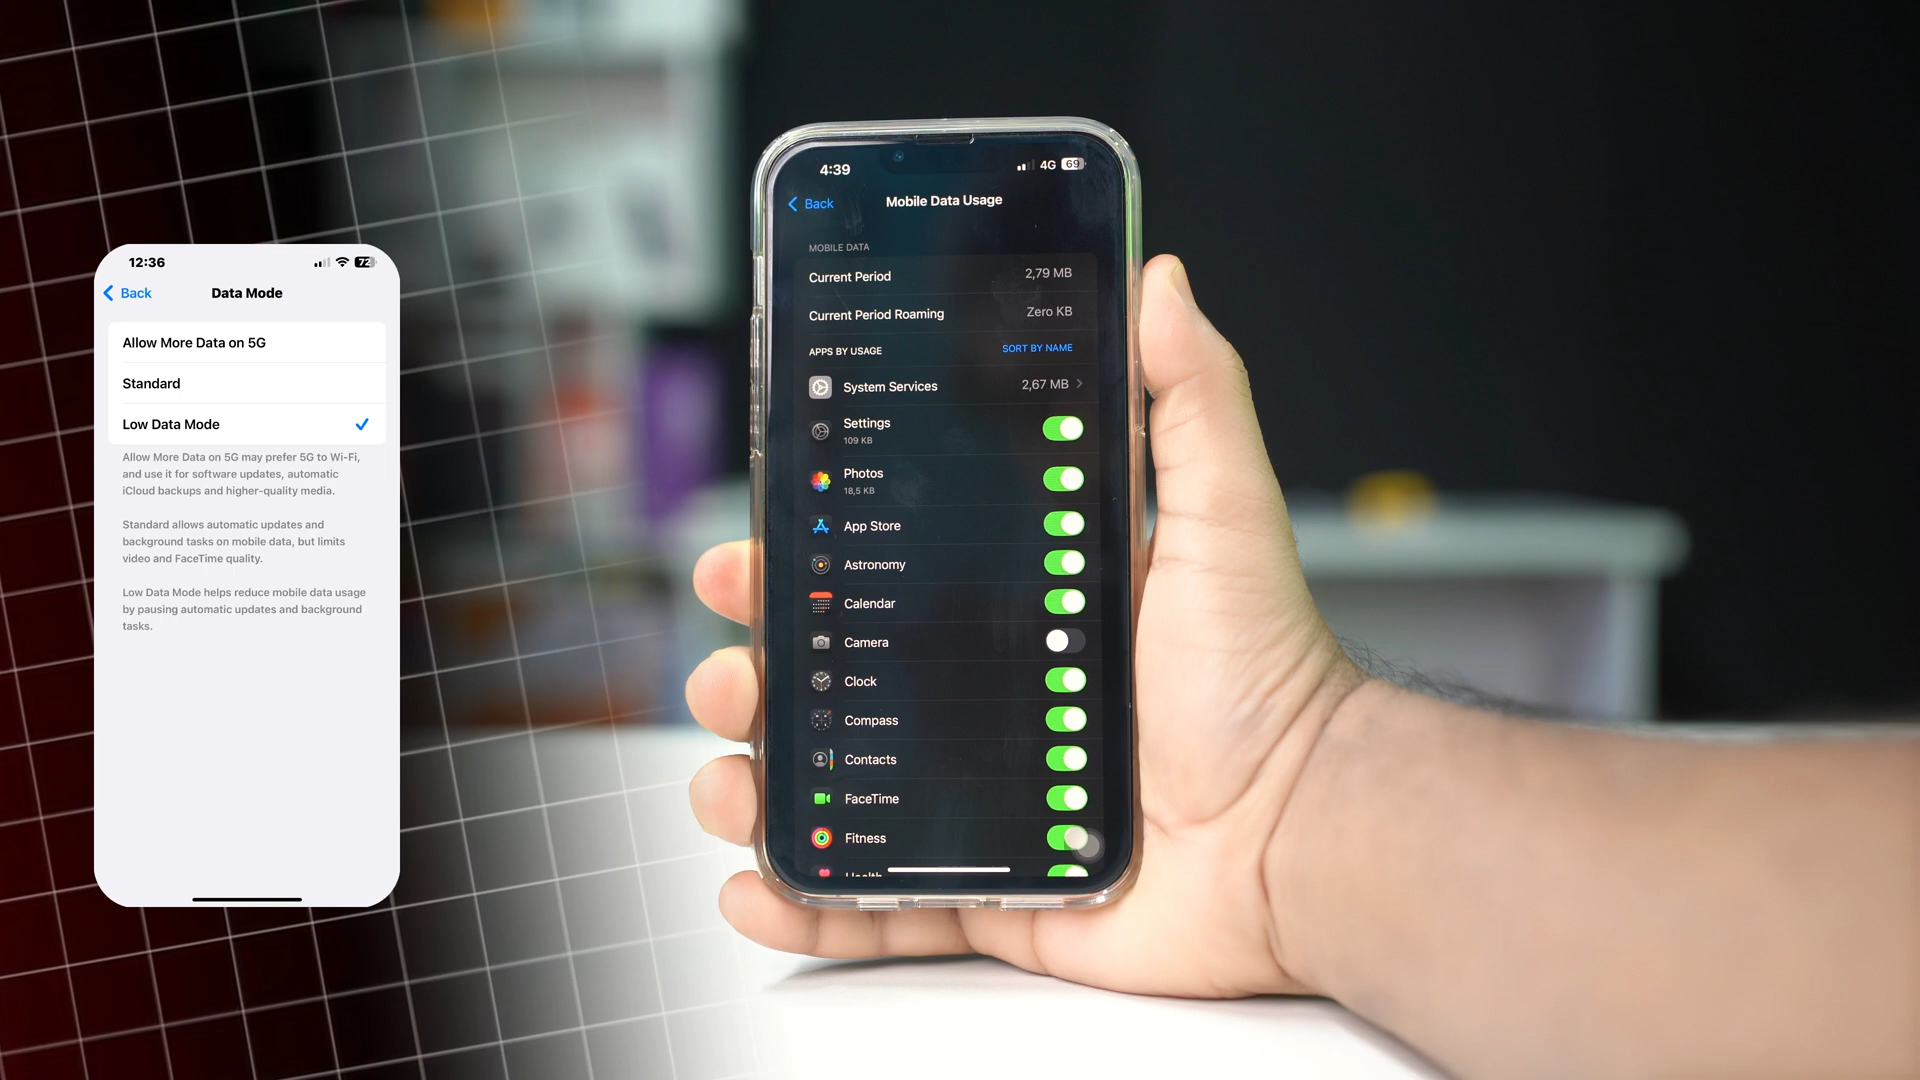 12:36
72
Back
Data Mode
Allow More Data on 5G
Standard
Low Data Mode
Allow More Data on 5G may prefer 5G to Wi-Fi,
and use it for software updates, automatic
iCloud backups and higher-quality media.
Standard allows automatic updates and
background tasks on mobile data, but limits
video and FaceTime quality.
Low Data Mode helps reduce mobile data usage
by pausing automatic updates and background
tasks.
4:39
4G 69
Back
Mobile Data Usage
MOBILE DATA
Current Period 2,79 MB
Current Period Roaming Zero KB
APPS BY USAGE SORT BY NAME
System Services 2,67 MB
Settings
109 KB
Photos
18,5 KB
App Store
Astronomy
Calendar
Camera
Clock
Compass
Contacts
FaceTime
Fitness
Health